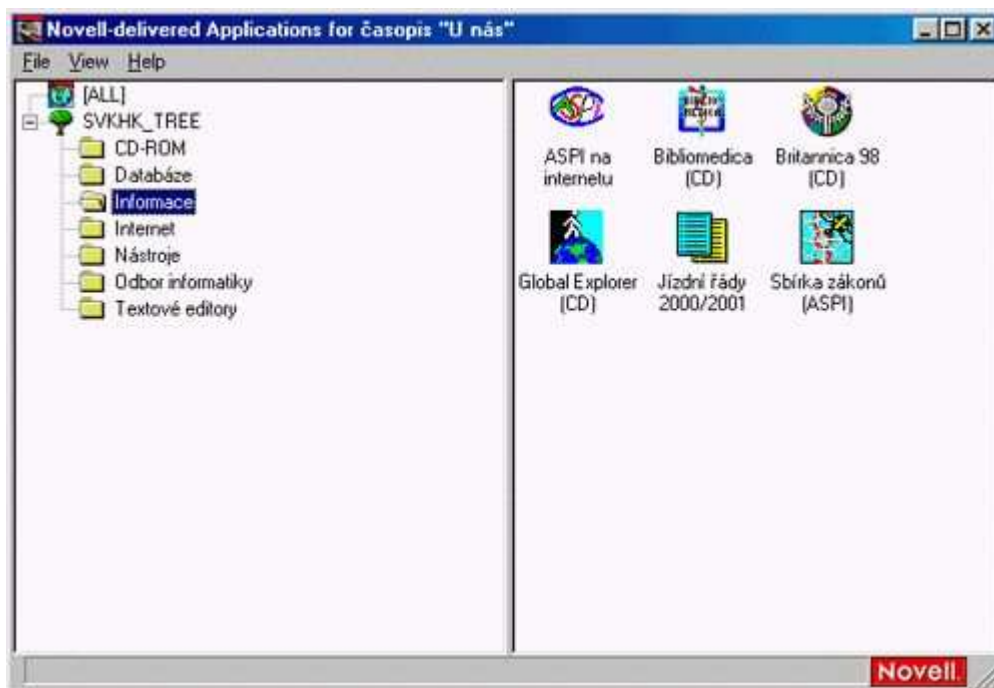 Novell-delivered Applications for časopis "U nás"
File View Help
[ALL]
SVKHK_TREE
CD-ROM
Databáze
Informace
Internet
Nástroje
Odbor informatiky
Textové editory
ASPI na internetu
Bibliomedica (CD)
Britannica 98 (CD)
Global Explorer (CD)
Jízdní řády 2000/2001
Sbírka zákonů (ASPI)
Novell.